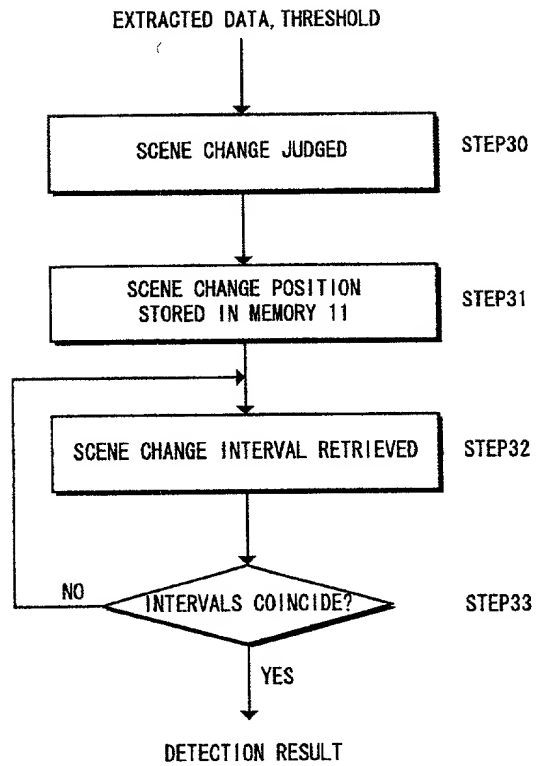 EXTRACTED DATA, THRESHOLD
SCENE CHANGE JUDGED
STEP30
SCENE CHANGE POSITION
STORED IN MEMORY 11
STEP31
SCENE CHANGE INTERVAL RETRIEVED
STEP32
NO
INTERVALS COINCIDE?
STEP33
YES
DETECTION RESULT